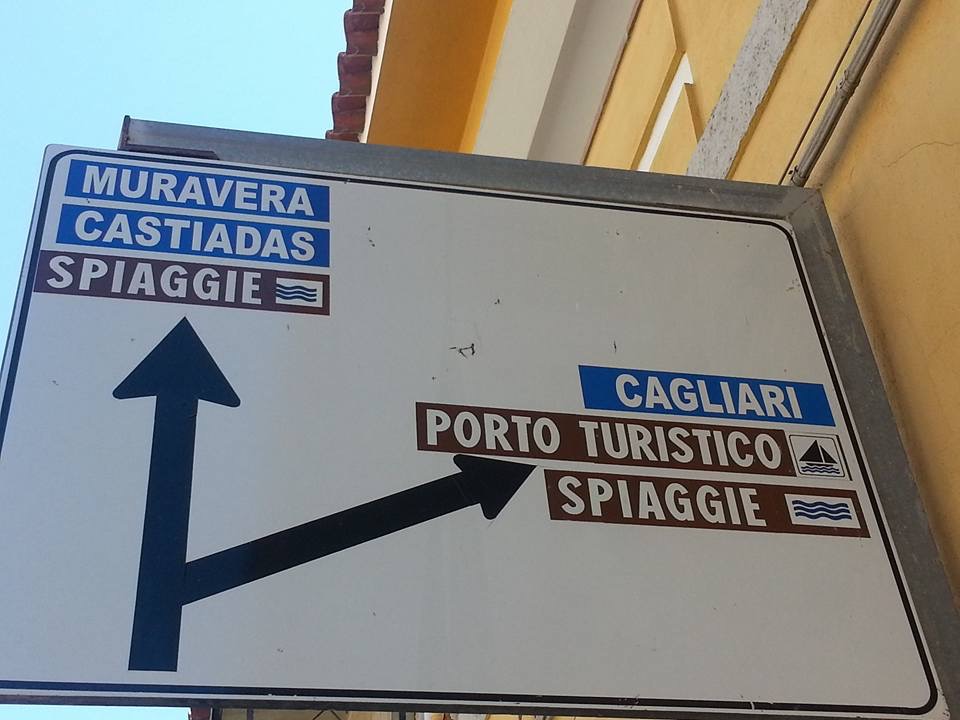 MURAVERA
CASTIADAS
SPIAGGIE
CAGLIARI
PORTO TURISTICO
SPIAGGIE